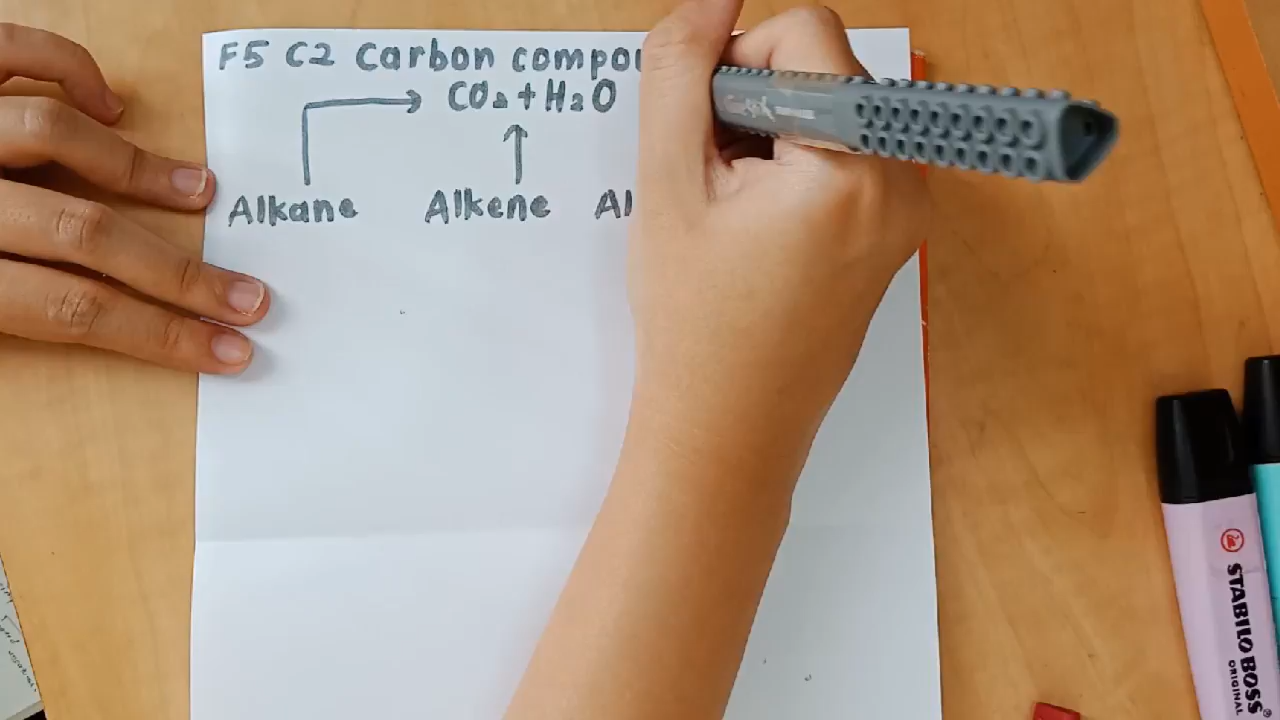 F5 C2 Carbon compou
CO2 + H2O
Alkane Alkene Al
STABILO BOSS
ORIGINAL